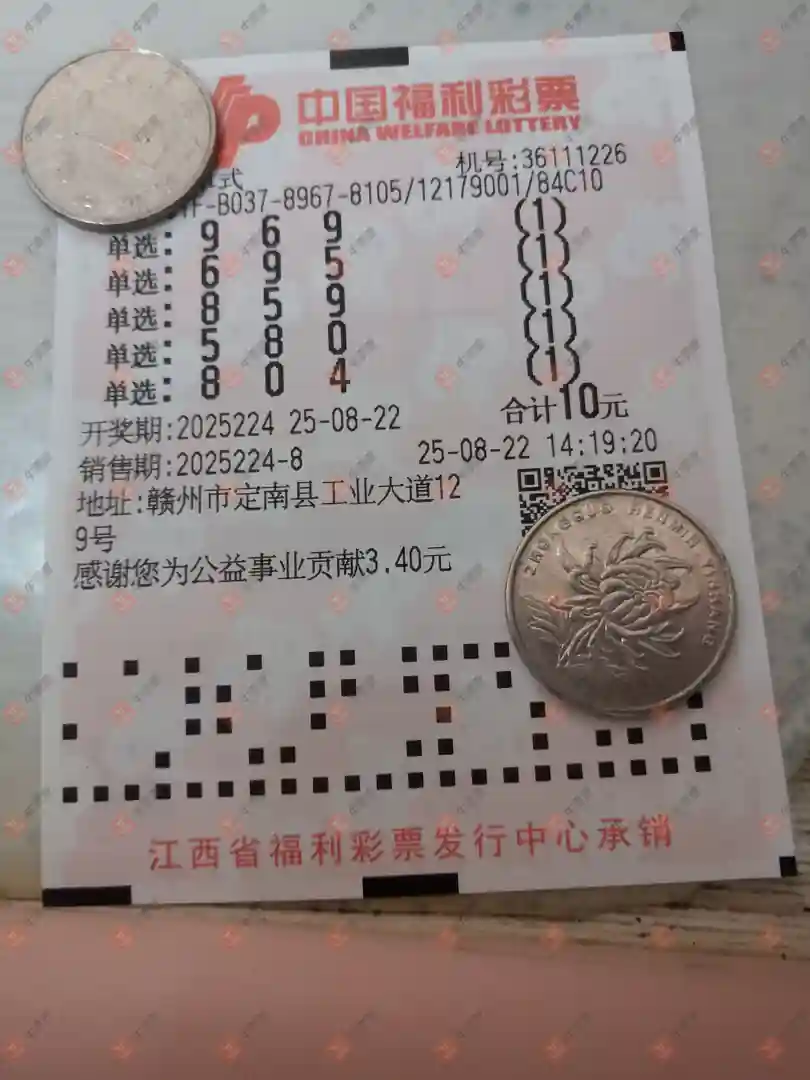 中国福利彩票
CHINA WELFARE LOTTERY
机号:36111226
式
-B037-8967-8105/12179001/84C10
单选: 9 6 9 (1)
单选: 6 9 5 (1)
单选: 8 5 9 (1)
单选: 5 8 0 (1)
单选: 8 0 4 (1)
合计10元
开奖期:2025224 25-08-22
销售期:2025224-8 25-08-22 14:19:20
地址:赣州市定南县工业大道12
9号
感谢您为公益事业贡献3.40元
ZHONGGUO RENMIN YINHANG
江西省福利彩票发行中心承销